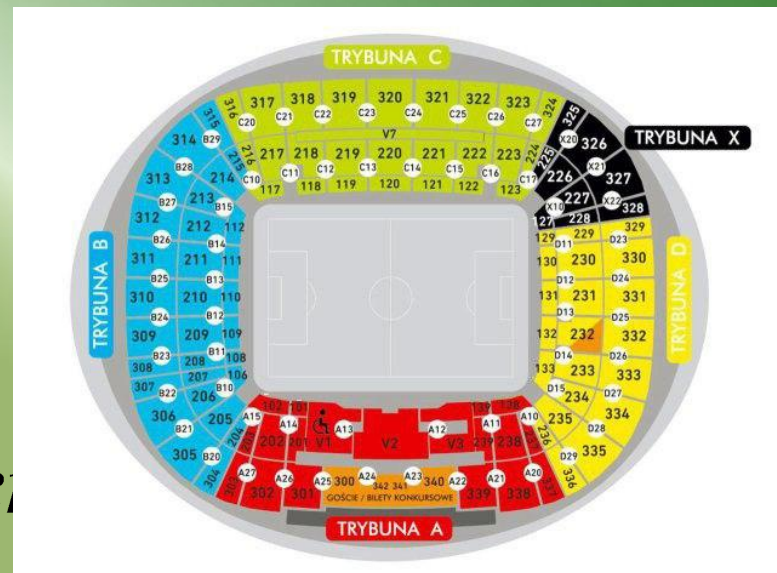 TRYBUNA C
316 317 318 319 320 321 322 323 324
C20 C21 C22 C23 C24 C25 C26 C27
V7
216 217 218 219 220 221 222 223 224
C10 C11 C12 C13 C14 C15 C16 C17
117 118 119 120 121 122 123
TRYBUNA X
325 326 327 328
X20 X21 X22
225 226 227 228
X10
127
TRYBUNA B
315 314 313 312 311 310 309 308 307 306 305 304
B29 B28 B27 B26 B25 B24 B23 B22 B21 B20
215 214 213 212 211 210 209 208 207 206 205 204
B15 B14 B13 B12 B11 B10
112 111 110 109 108 106
TRYBUNA D
329 330 331 332 333 334 335 336
D23 D24 D25 D26 D27 D28 D29
229 230 231 232 233 234 235 236
D11 D12 D13 D14 D15
129 130 131 132 133
102 101 V1 V2 V3 138
A15 A14 A13 A12 A11 A10
202 201 239 238
A27 A26 A25 A24 A23 A22 A21 A20
303 302 301 300 342 341 340 339 338 337
GOŚCIE / BILETY KONKURSOWE
TRYBUNA A